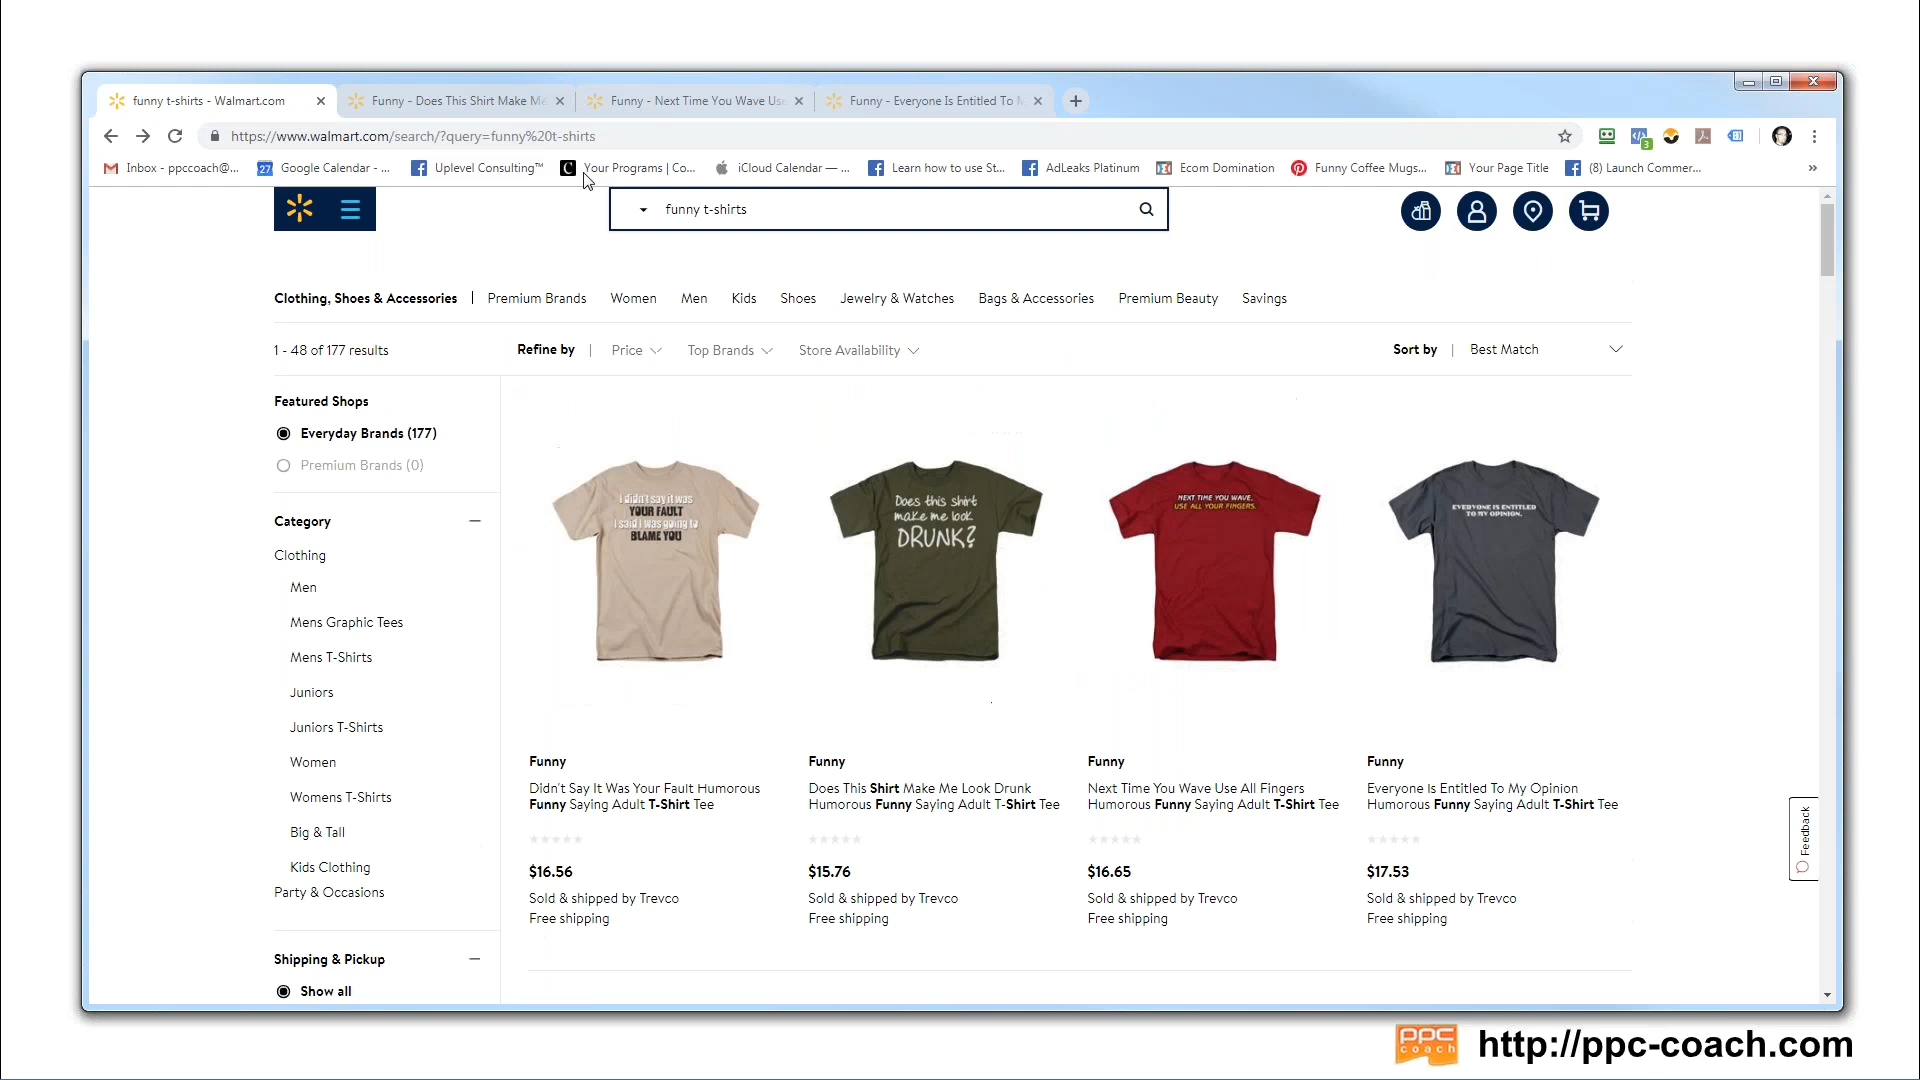 funny t-shirts - Walmart.com
Funny - Does This Shirt Make Me
Funny - Next Time You Wave Use
Funny - Everyone Is Entitled To M
https://www.walmart.com/search/?query=funny%20t-shirts
3
Inbox - ppccoach@...
27 Google Calendar - ...
Uplevel Consulting™
C Your Programs | Co...
iCloud Calendar — ...
Learn how to use St...
AdLeaks Platinum
Ecom Domination
Funny Coffee Mugs...
Your Page Title
(8) Launch Commer...
»
funny t-shirts
Clothing, Shoes & Accessories | Premium Brands Women Men Kids Shoes Jewelry & Watches Bags & Accessories Premium Beauty Savings
1 - 48 of 177 results
Refine by | Price Top Brands Store Availability
Sort by | Best Match
Featured Shops
Everyday Brands (177)
Premium Brands (0)
Category
Clothing
Men
Mens Graphic Tees
Mens T-Shirts
Juniors
Juniors T-Shirts
Women
Womens T-Shirts
Big & Tall
Kids Clothing
Party & Occasions
Shipping & Pickup
Show all
I didn't say it was
YOUR FAULT
I said I was going to
BLAME YOU
Funny
Didn't Say It Was Your Fault Humorous
Funny Saying Adult T-Shirt Tee
$16.56
Sold & shipped by Trevco
Free shipping
Does this shirt
make me look
DRUNK?
Funny
Does This Shirt Make Me Look Drunk
Humorous Funny Saying Adult T-Shirt Tee
$15.76
Sold & shipped by Trevco
Free shipping
NEXT TIME YOU WAVE,
USE ALL YOUR FINGERS.
Funny
Next Time You Wave Use All Fingers
Humorous Funny Saying Adult T-Shirt Tee
$16.65
Sold & shipped by Trevco
Free shipping
EVERYONE IS ENTITLED
TO MY OPINION.
Funny
Everyone Is Entitled To My Opinion
Humorous Funny Saying Adult T-Shirt Tee
$17.53
Sold & shipped by Trevco
Free shipping
Feedback
PPC
coach
http://ppc-coach.com